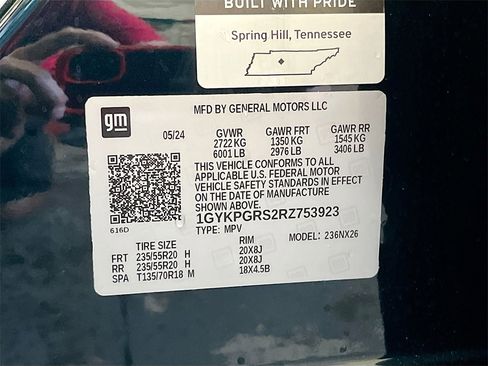 BUILT WITH PRIDE
Spring Hill, Tennessee
gm
MFD BY GENERAL MOTORS LLC
05/24 GVWR GAWR FRT GAWR RR
2722 KG 1350 KG 1545 KG
6001 LB 2976 LB 3406 LB
THIS VEHICLE CONFORMS TO ALL
APPLICABLE U.S. FEDERAL MOTOR
VEHICLE SAFETY STANDARDS IN EFFECT
ON THE DATE OF MANUFACTURE
SHOWN ABOVE.
1GYKPGRS2RZ753923
616D
TYPE: MPV MODEL: 236NX26
TIRE SIZE RIM
FRT 235/55R20 H 20X8J
RR 235/55R20 H 20X8J
SPA T135/70R18 M 18X4.5B